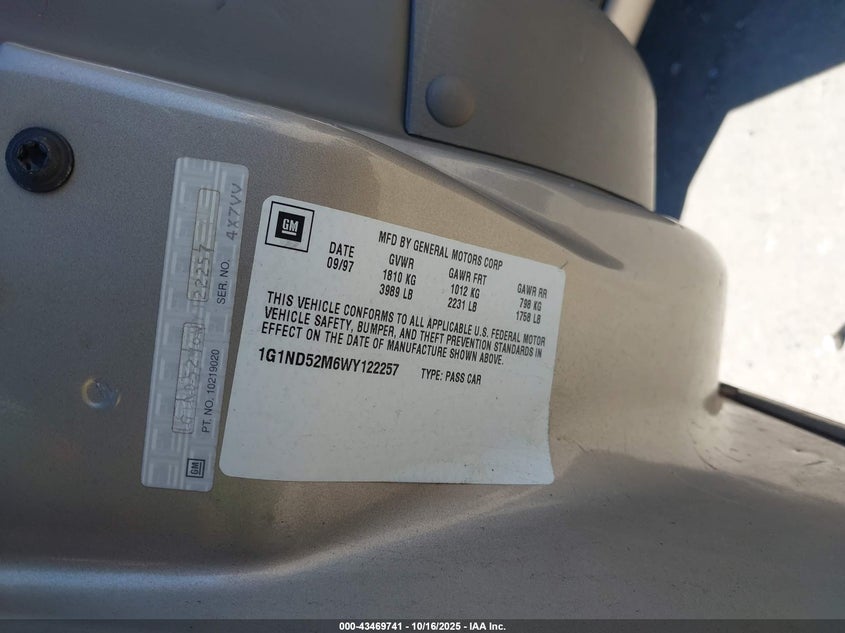 GM
MFD BY GENERAL MOTORS CORP
DATE GVWR GAWR FRT GAWR RR
09/97 1810 KG 1012 KG 798 KG
3989 LB 2231 LB 1758 LB
THIS VEHICLE CONFORMS TO ALL APPLICABLE U.S. FEDERAL MOTOR
VEHICLE SAFETY, BUMPER, AND THEFT PREVENTION STANDARDS IN
EFFECT ON THE DATE OF MANUFACTURE SHOWN ABOVE.
1G1ND52M6WY122257 TYPE: PASS CAR
GM
PT. NO. 10219020 SER. NO. 4X7VV
000-43469741 | 10/16/2025 - IAA Inc.